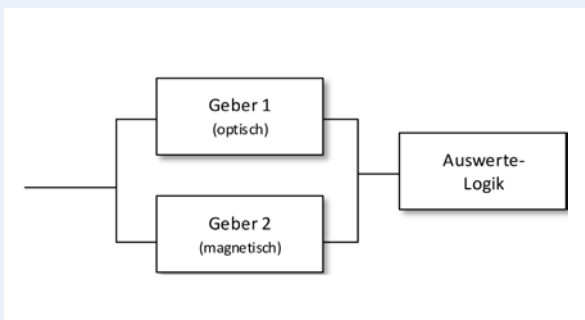 Geber 1
(optisch)
Auswerte-
Logik
Geber 2
(magnetisch)